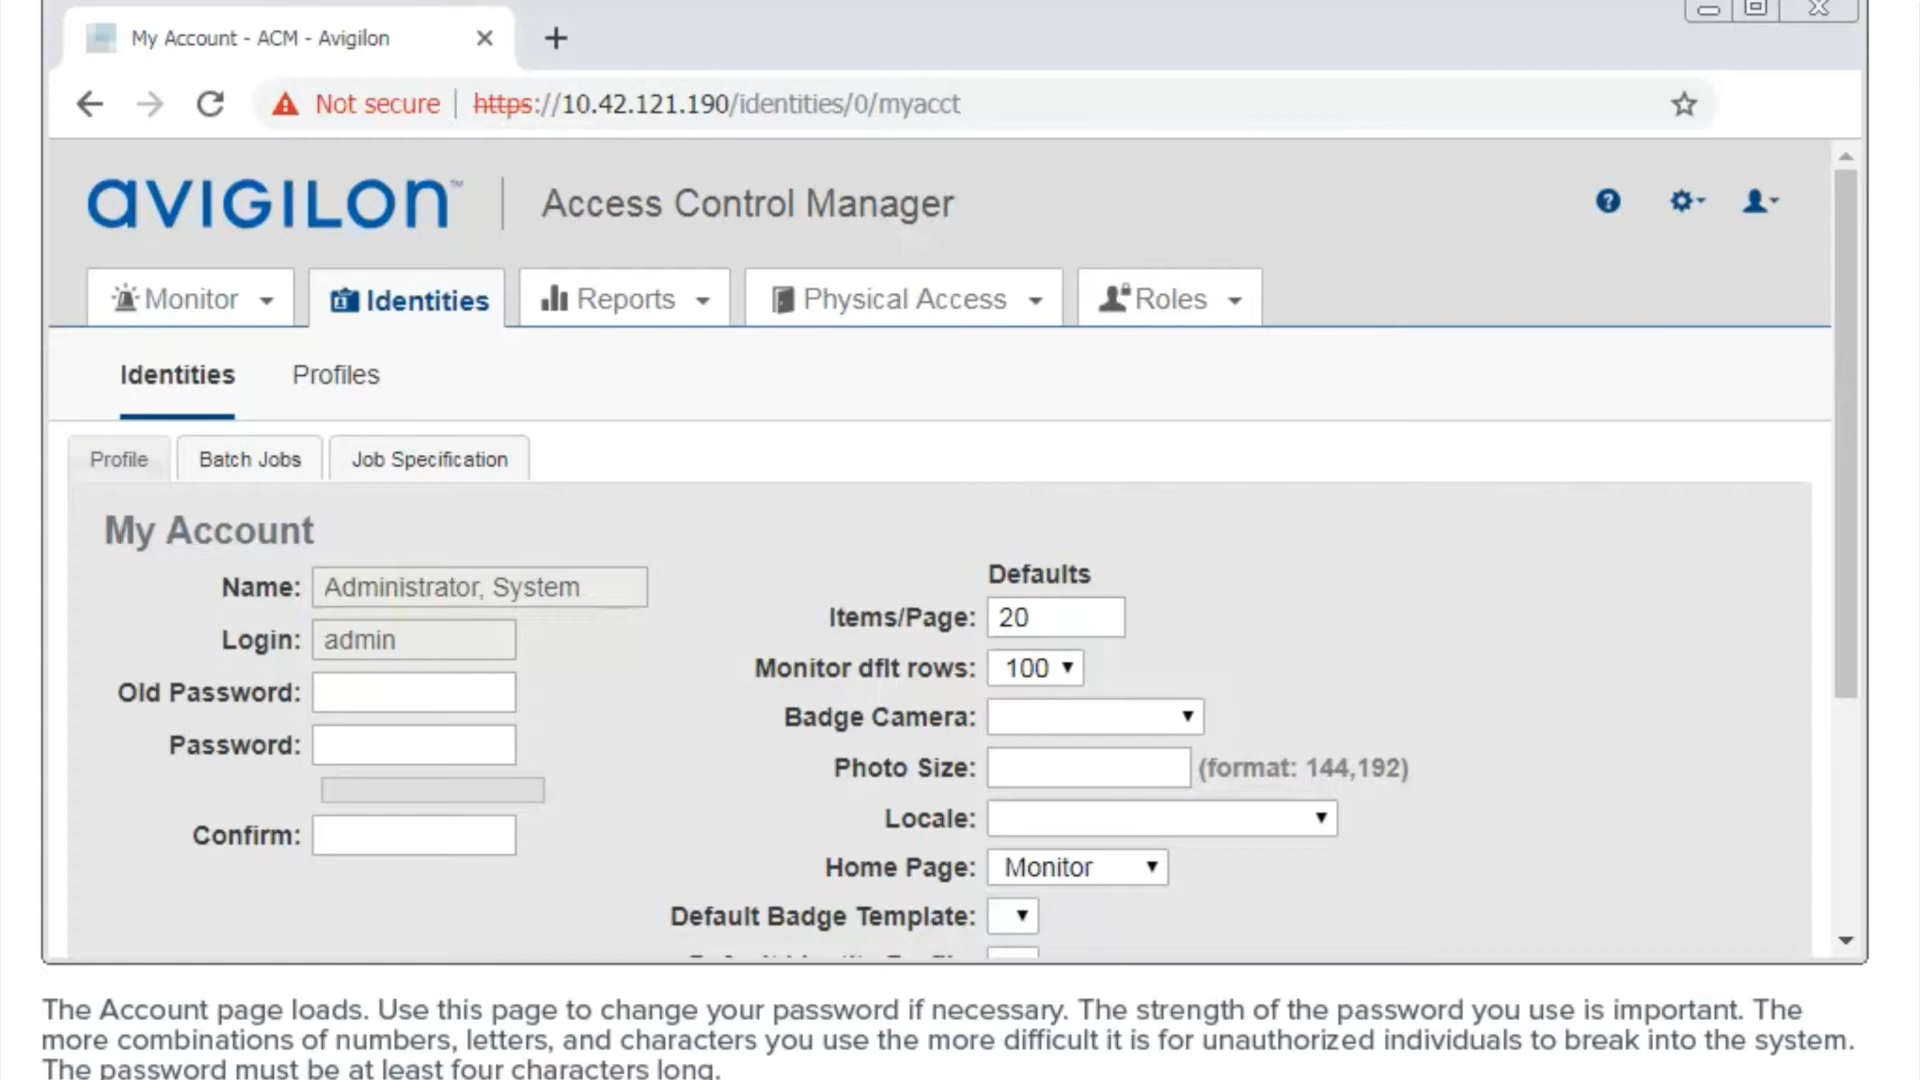 My Account - ACM - Avigilon
Not secure | https://10.42.121.190/identities/0/myacct
avigilon™ | Access Control Manager
Monitor Identities Reports Physical Access Roles
Identities Profiles
Profile Batch Jobs Job Specification
My Account
Name: Administrator, System
Login: admin
Old Password:
Password:
Confirm:
Defaults
Items/Page: 20
Monitor dflt rows: 100
Badge Camera:
Photo Size: (format: 144,192)
Locale:
Home Page: Monitor
Default Badge Template:
The Account page loads. Use this page to change your password if necessary. The strength of the password you use is important. The
more combinations of numbers, letters, and characters you use the more difficult it is for unauthorized individuals to break into the system.
The password must be at least four characters long.